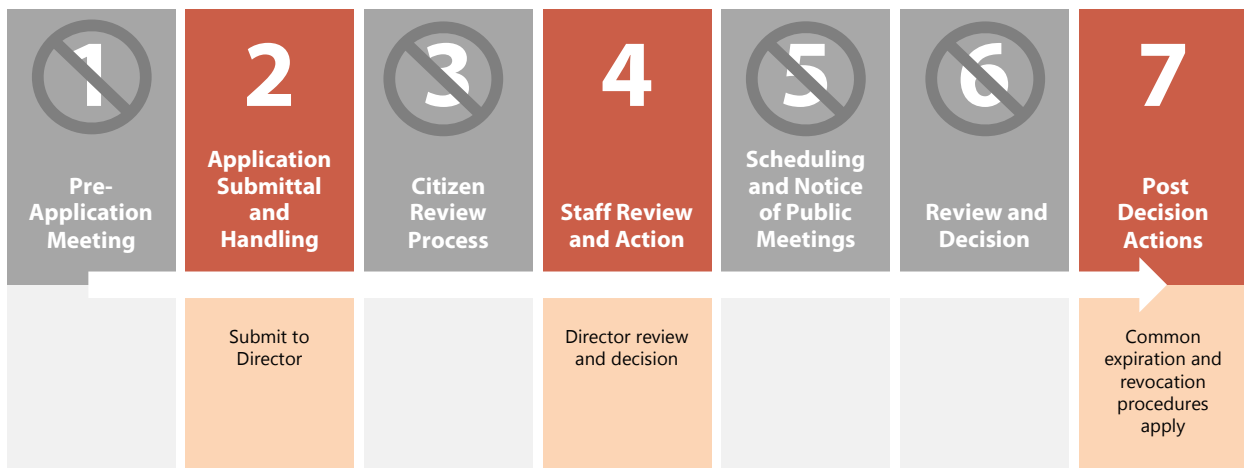 1
Pre-
Application
Meeting
2
Application
Submittal
and
Handling
Submit to
Director
3
Citizen
Review
Process
4
Staff Review
and Action
Director review
and decision
5
Scheduling
and Notice
of Public
Meetings
6
Review and
Decision
7
Post
Decision
Actions
Common
expiration and
revocation
procedures
apply